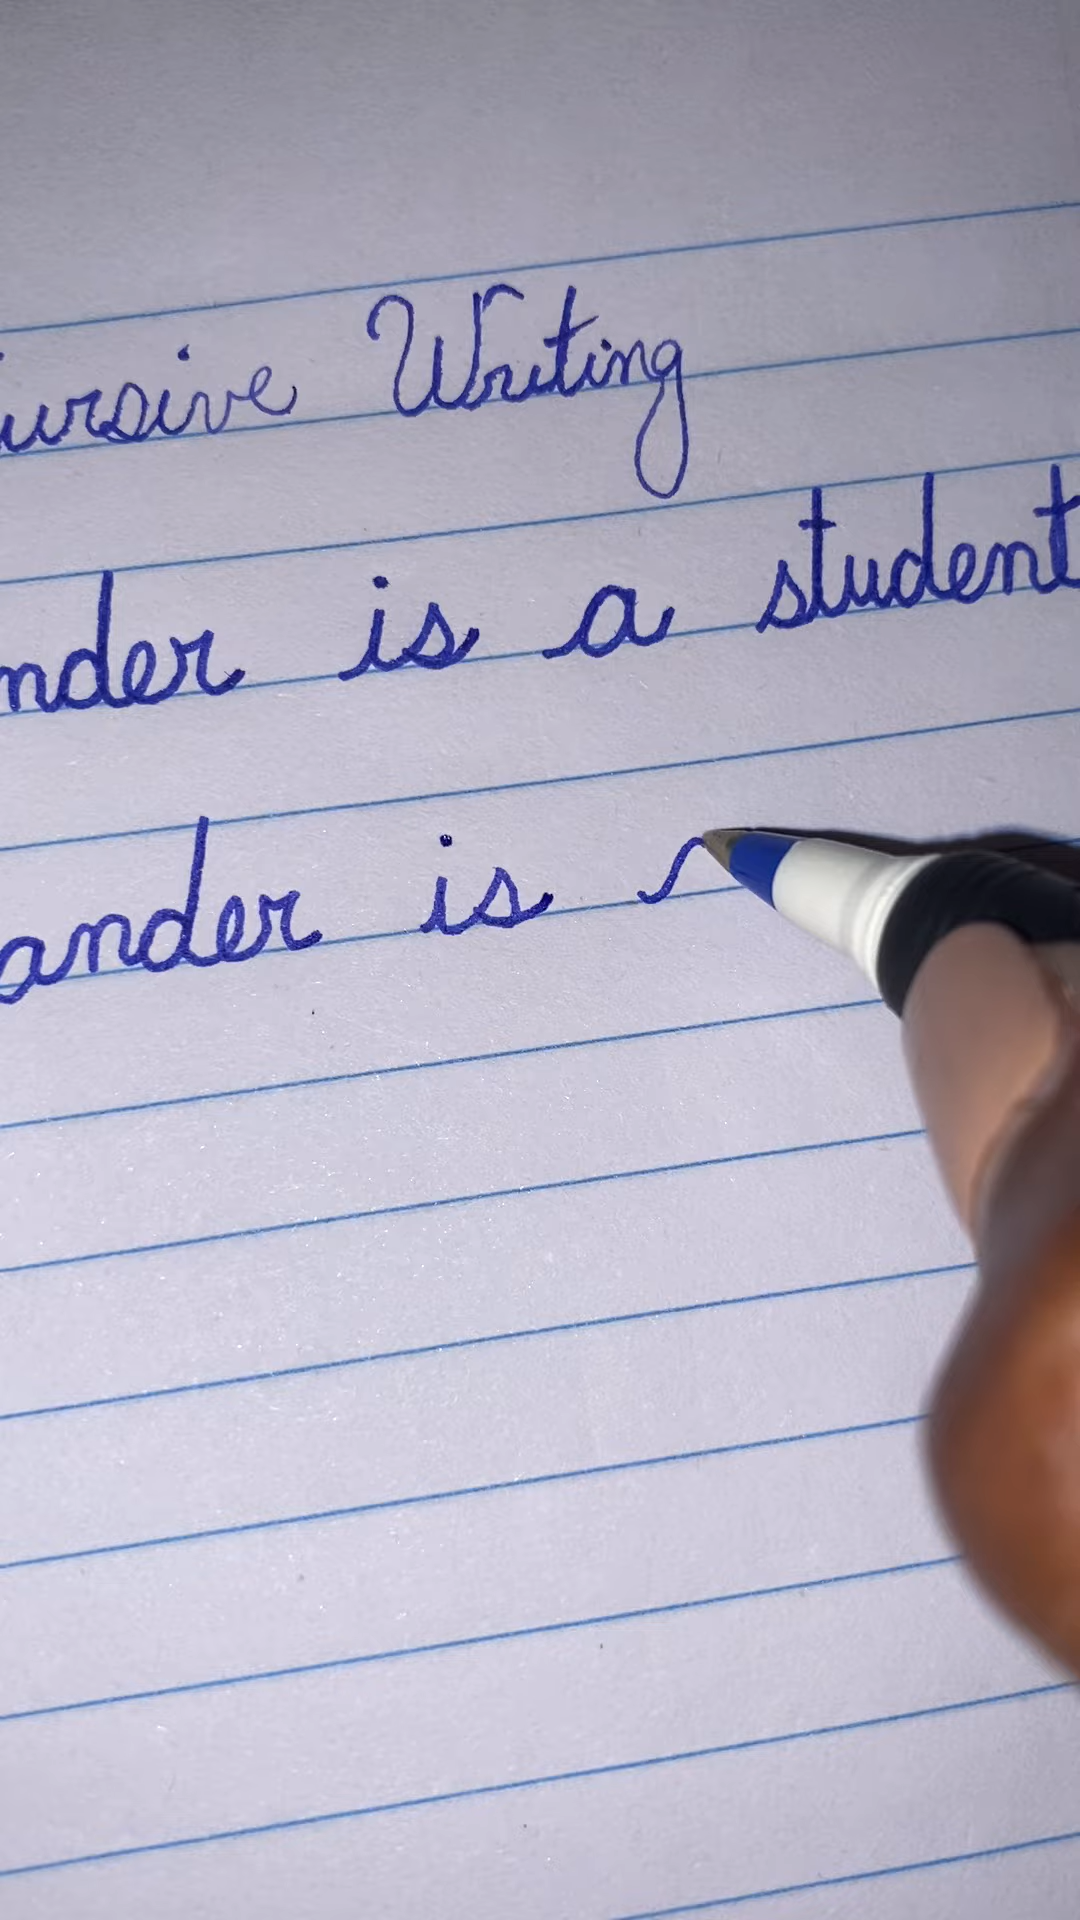 ursive Writing
nder is a student
ander is